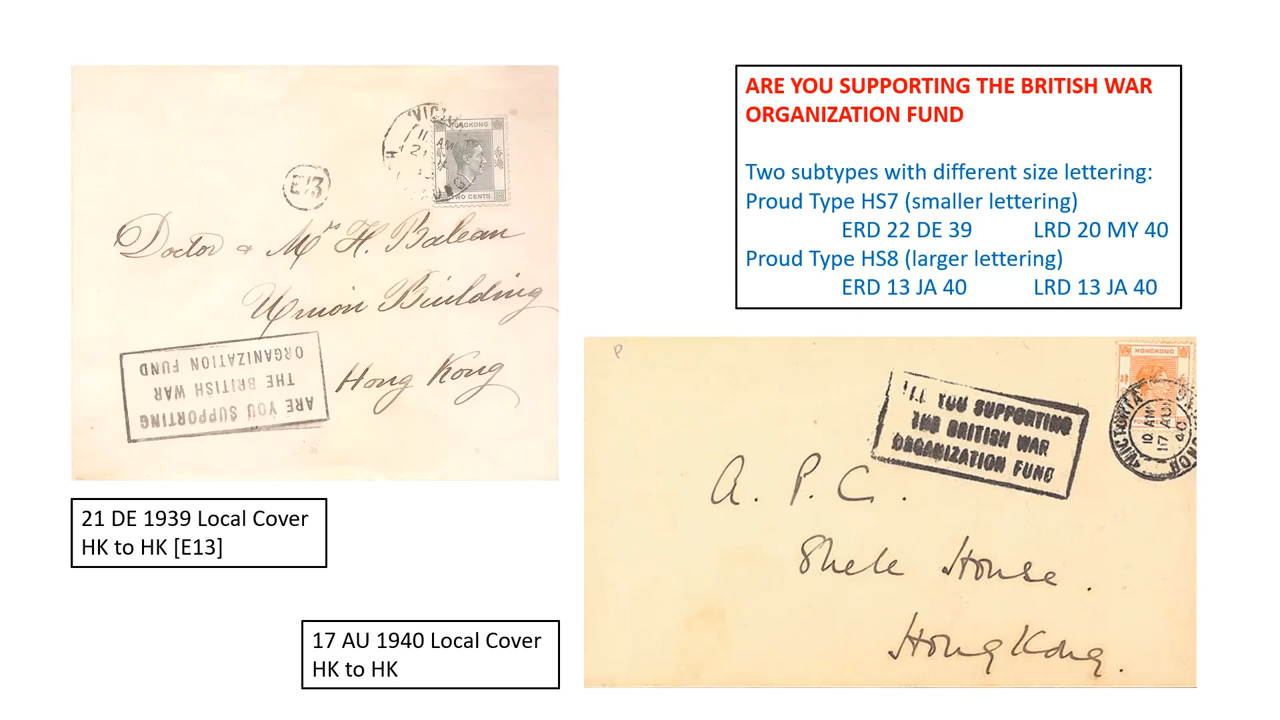 ARE YOU SUPPORTING THE BRITISH WAR
ORGANIZATION FUND
Two subtypes with different size lettering:
Proud Type HS7 (smaller lettering)
ERD 22 DE 39 LRD 20 MY 40
Proud Type HS8 (larger lettering)
ERD 13 JA 40 LRD 13 JA 40
HONGKONG
TWO CENTS
E13
Doctor & Mrs H. Balean
Union Building
Hong Kong
ARE YOU SUPPORTING
THE BRITISH WAR
ORGANIZATION FUND
21 DE 1939 Local Cover
HK to HK [E13]
P
HONGKONG
VICTORIA
10 AM
17 AU
40
YOU SUPPORTING
THE BRITISH WAR
ORGANIZATION FUND
A. P. C.
Shell House.
Hong Kong.
17 AU 1940 Local Cover
HK to HK